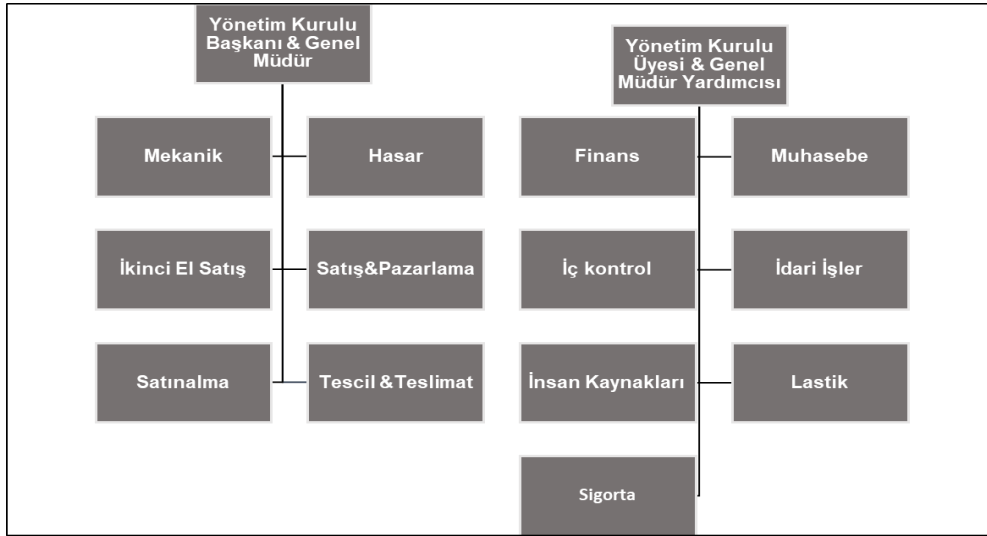 Yönetim Kurulu
Başkanı & Genel
Müdür
Mekanik
Hasar
İkinci El Satış
Satış&Pazarlama
Satınalma
Tescil &Teslimat
Yönetim Kurulu
Üyesi & Genel
Müdür Yardımcısı
Finans
Muhasebe
İç kontrol
İdari İşler
İnsan Kaynakları
Lastik
Sigorta